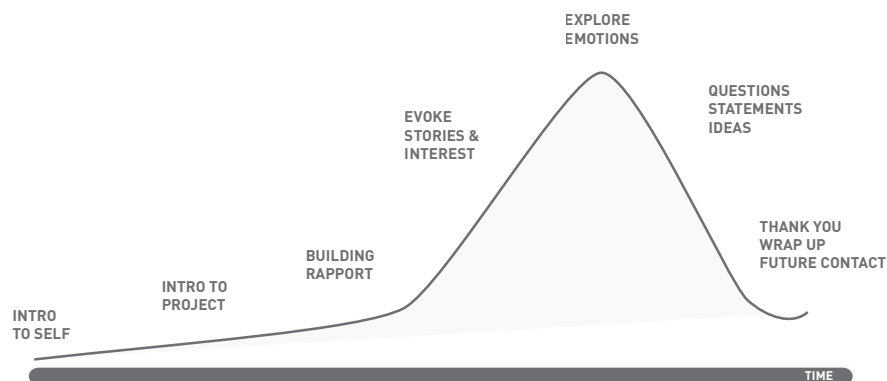 INTRO
TO SELF
INTRO TO
PROJECT
BUILDING
RAPPORT
EVOKE
STORIES &
INTEREST
EXPLORE
EMOTIONS
QUESTIONS
STATEMENTS
IDEAS
THANK YOU
WRAP UP
FUTURE CONTACT
TIME